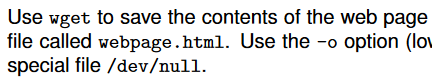 Use wget to save the contents of the web page
file called webpage.html. Use the -o option (lov
special file /dev/null.